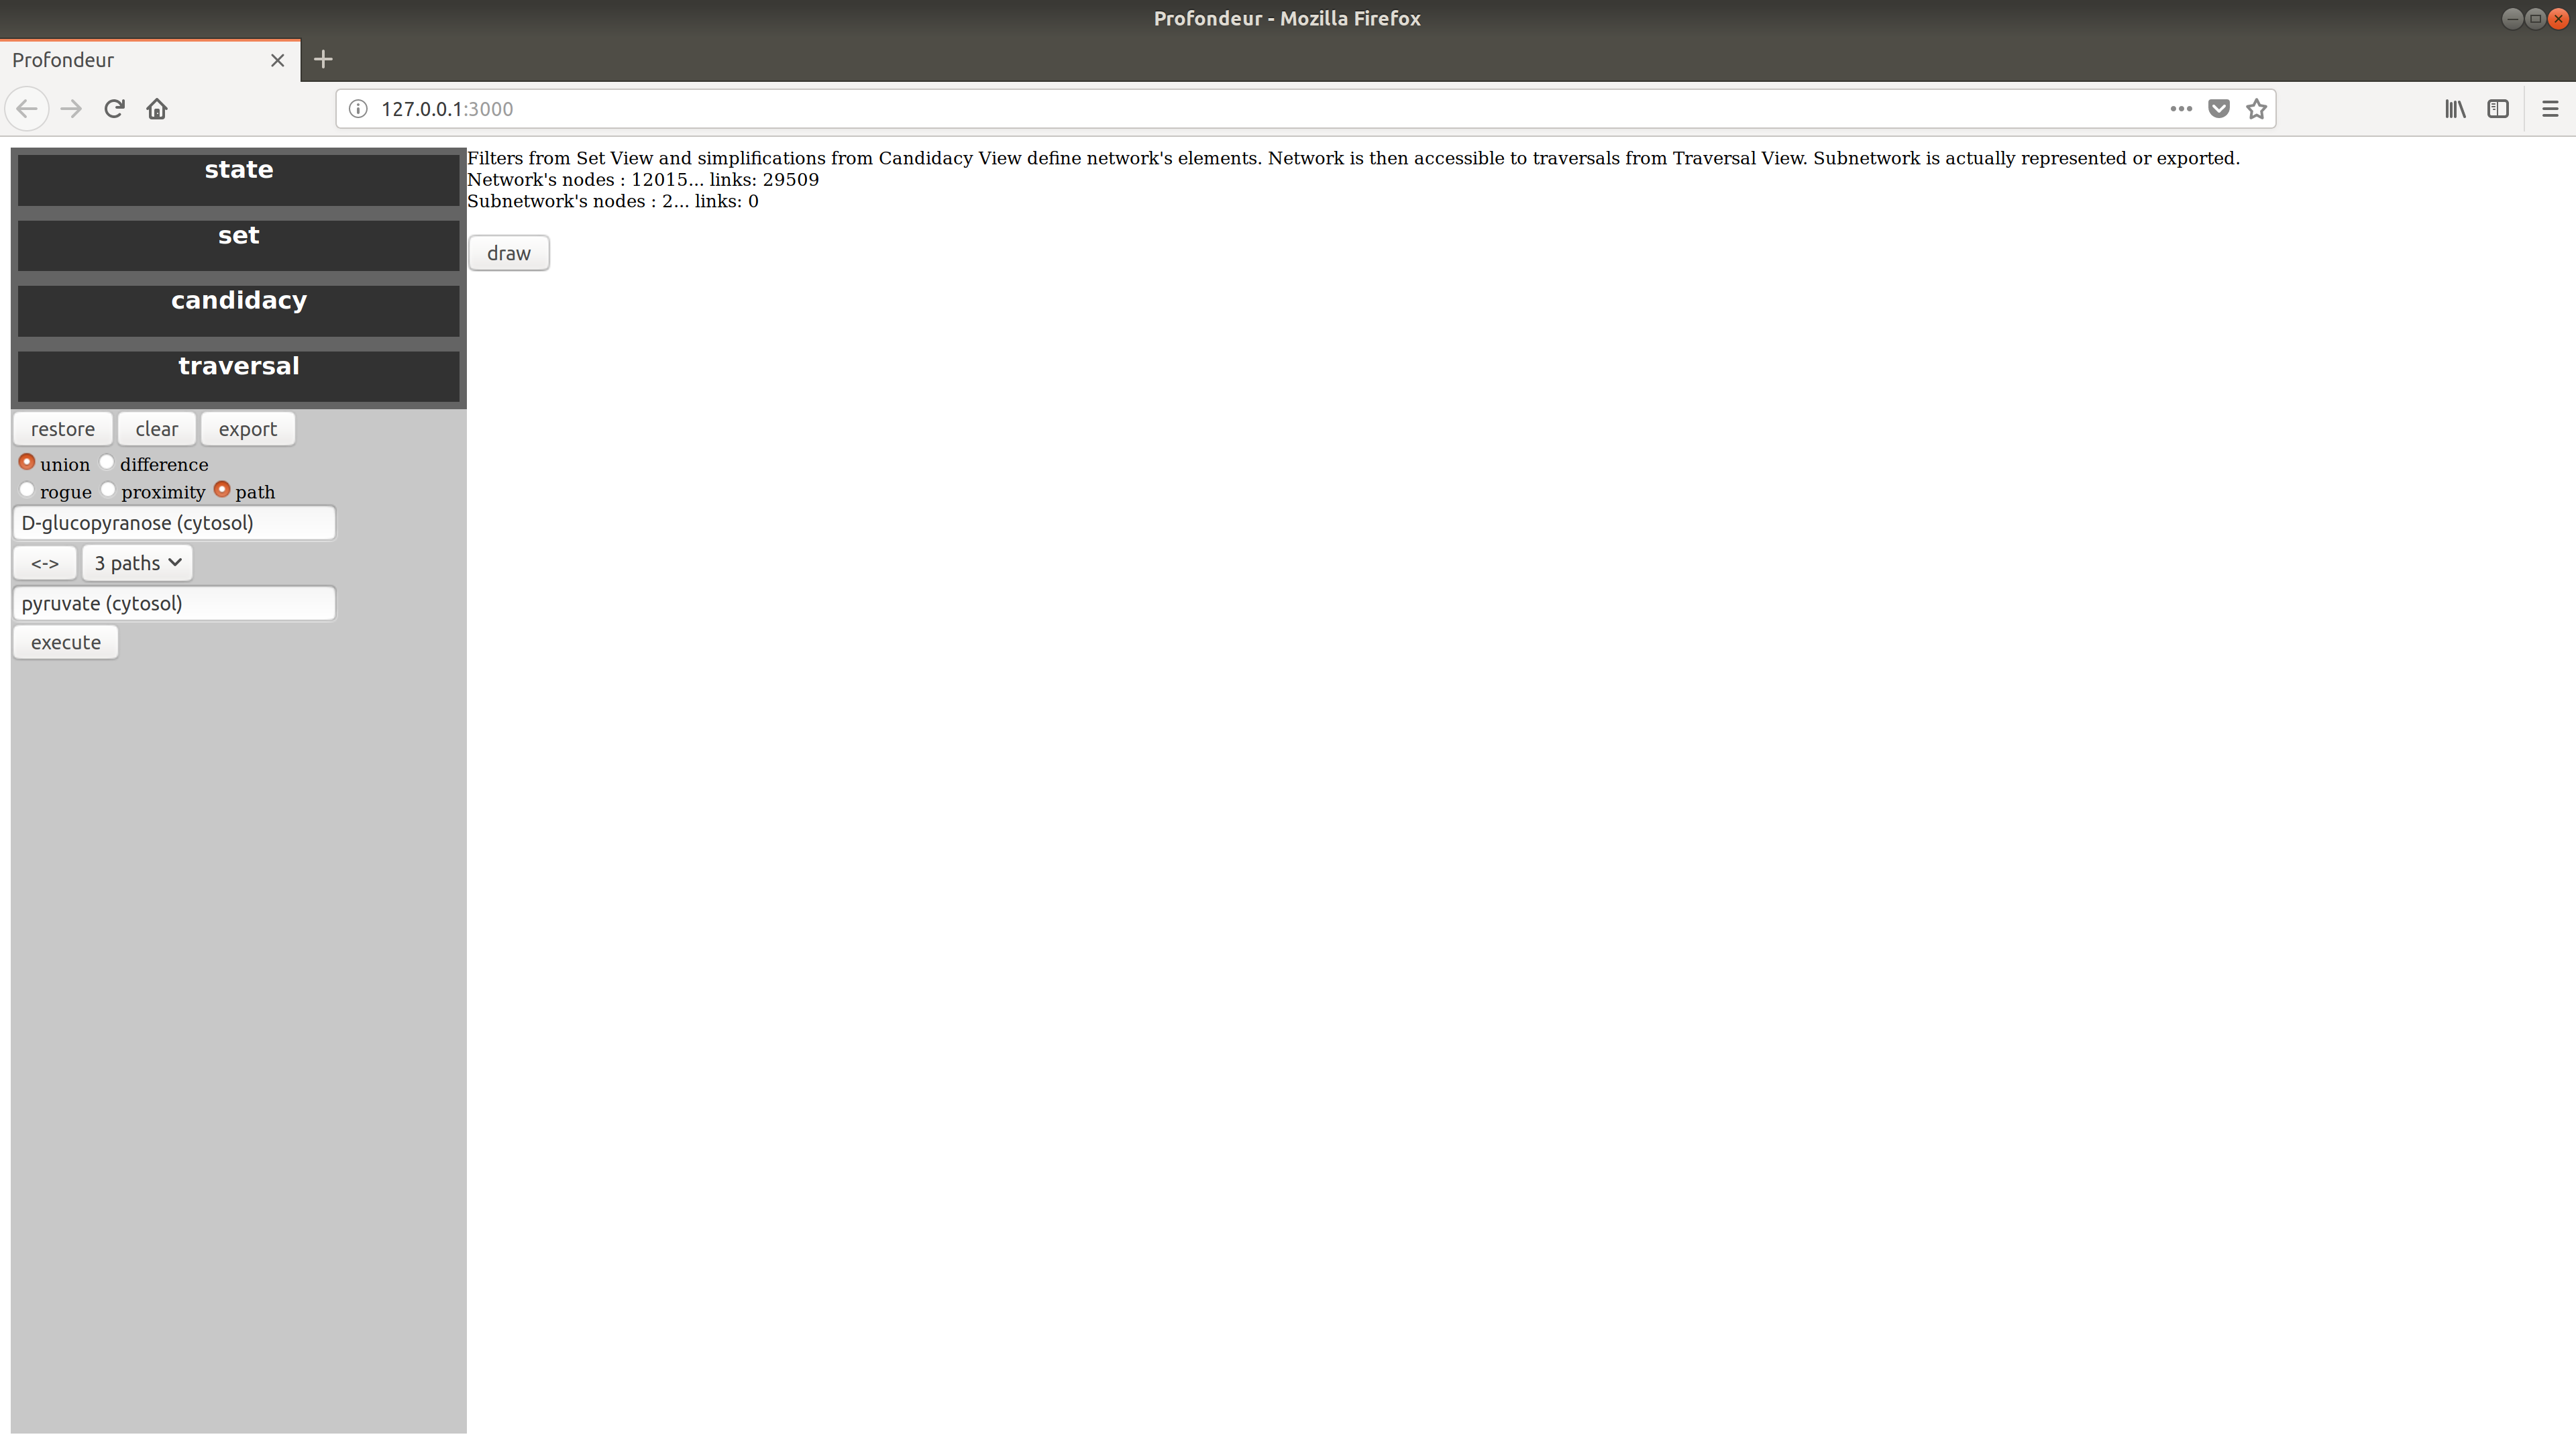 Profondeur - Mozilla Firefox
Profondeur
127.0.0.1:3000
state
set
candidacy
traversal
restore clear export
union difference
rogue proximity path
D-glucopyranose (cytosol)
<-> 3 paths
pyruvate (cytosol)
execute
Filters from Set View and simplifications from Candidacy View define network's elements. Network is then accessible to traversals from Traversal View. Subnetwork is actually represented or exported.
Network's nodes : 12015... links: 29509
Subnetwork's nodes : 2... links: 0
draw